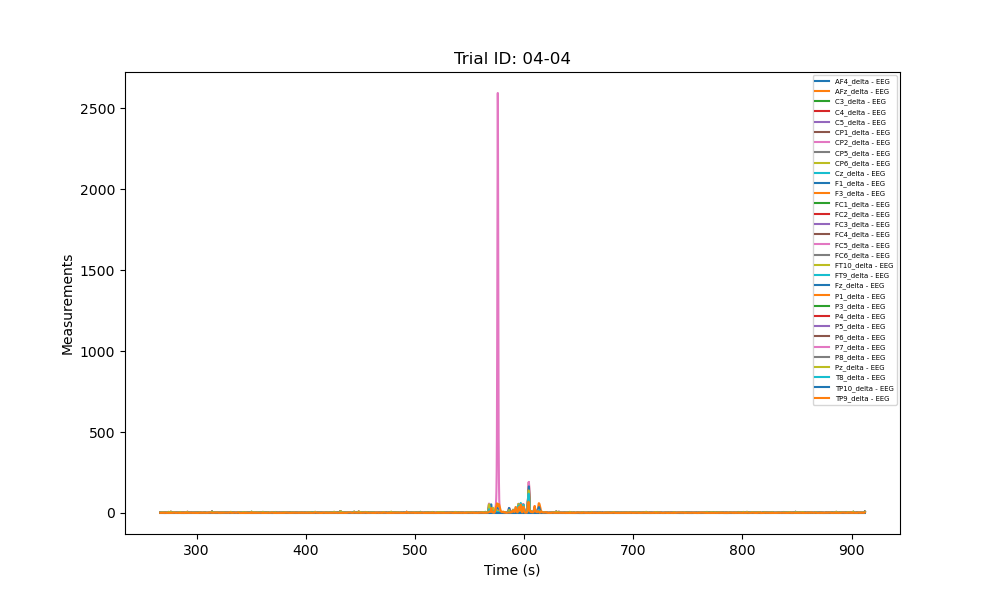 Trial ID: 04-04
Measurements
2500
2000
1500
1000
500
0
300
400
500
600
700
800
900
Time (s)
AF4_delta - EEG
AFz_delta - EEG
C3_delta - EEG
C4_delta - EEG
C5_delta - EEG
CP1_delta - EEG
CP2_delta - EEG
CP5_delta - EEG
CP6_delta - EEG
Cz_delta - EEG
F1_delta - EEG
F3_delta - EEG
FC1_delta - EEG
FC2_delta - EEG
FC3_delta - EEG
FC4_delta - EEG
FC5_delta - EEG
FC6_delta - EEG
FT10_delta - EEG
FT9_delta - EEG
Fz_delta - EEG
P1_delta - EEG
P3_delta - EEG
P4_delta - EEG
P5_delta - EEG
P6_delta - EEG
P7_delta - EEG
P8_delta - EEG
Pz_delta - EEG
T8_delta - EEG
TP10_delta - EEG
TP9_delta - EEG